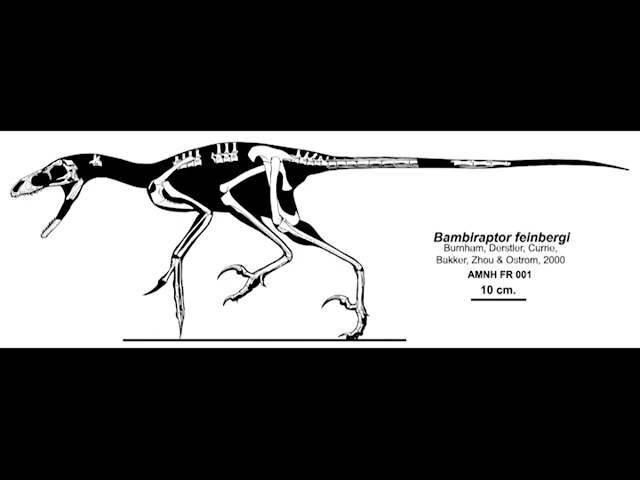 Bambiraptor feinbergi
Burnham, Derstler, Currie,
Bakker, Zhou & Ostrom, 2000
AMNH FR 001
10 cm.